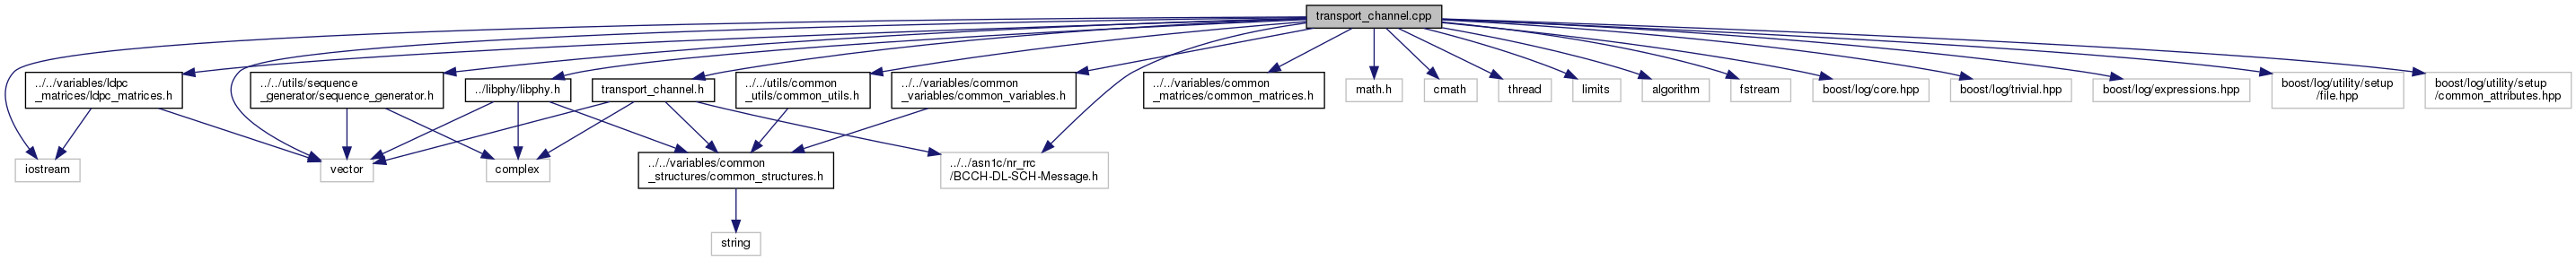 transport_channel.cpp
../../variables/ldpc
_matrices/ldpc_matrices.h
../../utils/sequence
_generator/sequence_generator.h
../libphy/libphy.h
transport_channel.h
../../utils/common
_utils/common_utils.h
../../variables/common
_variables/common_variables.h
../../variables/common
_matrices/common_matrices.h
math.h
cmath
thread
limits
algorithm
fstream
boost/log/core.hpp
boost/log/trivial.hpp
boost/log/expressions.hpp
boost/log/utility/setup
/file.hpp
boost/log/utility/setup
/common_attributes.hpp
iostream
vector
complex
../../variables/common
_structures/common_structures.h
../../asn1c/nr_rrc
/BCCH-DL-SCH-Message.h
string